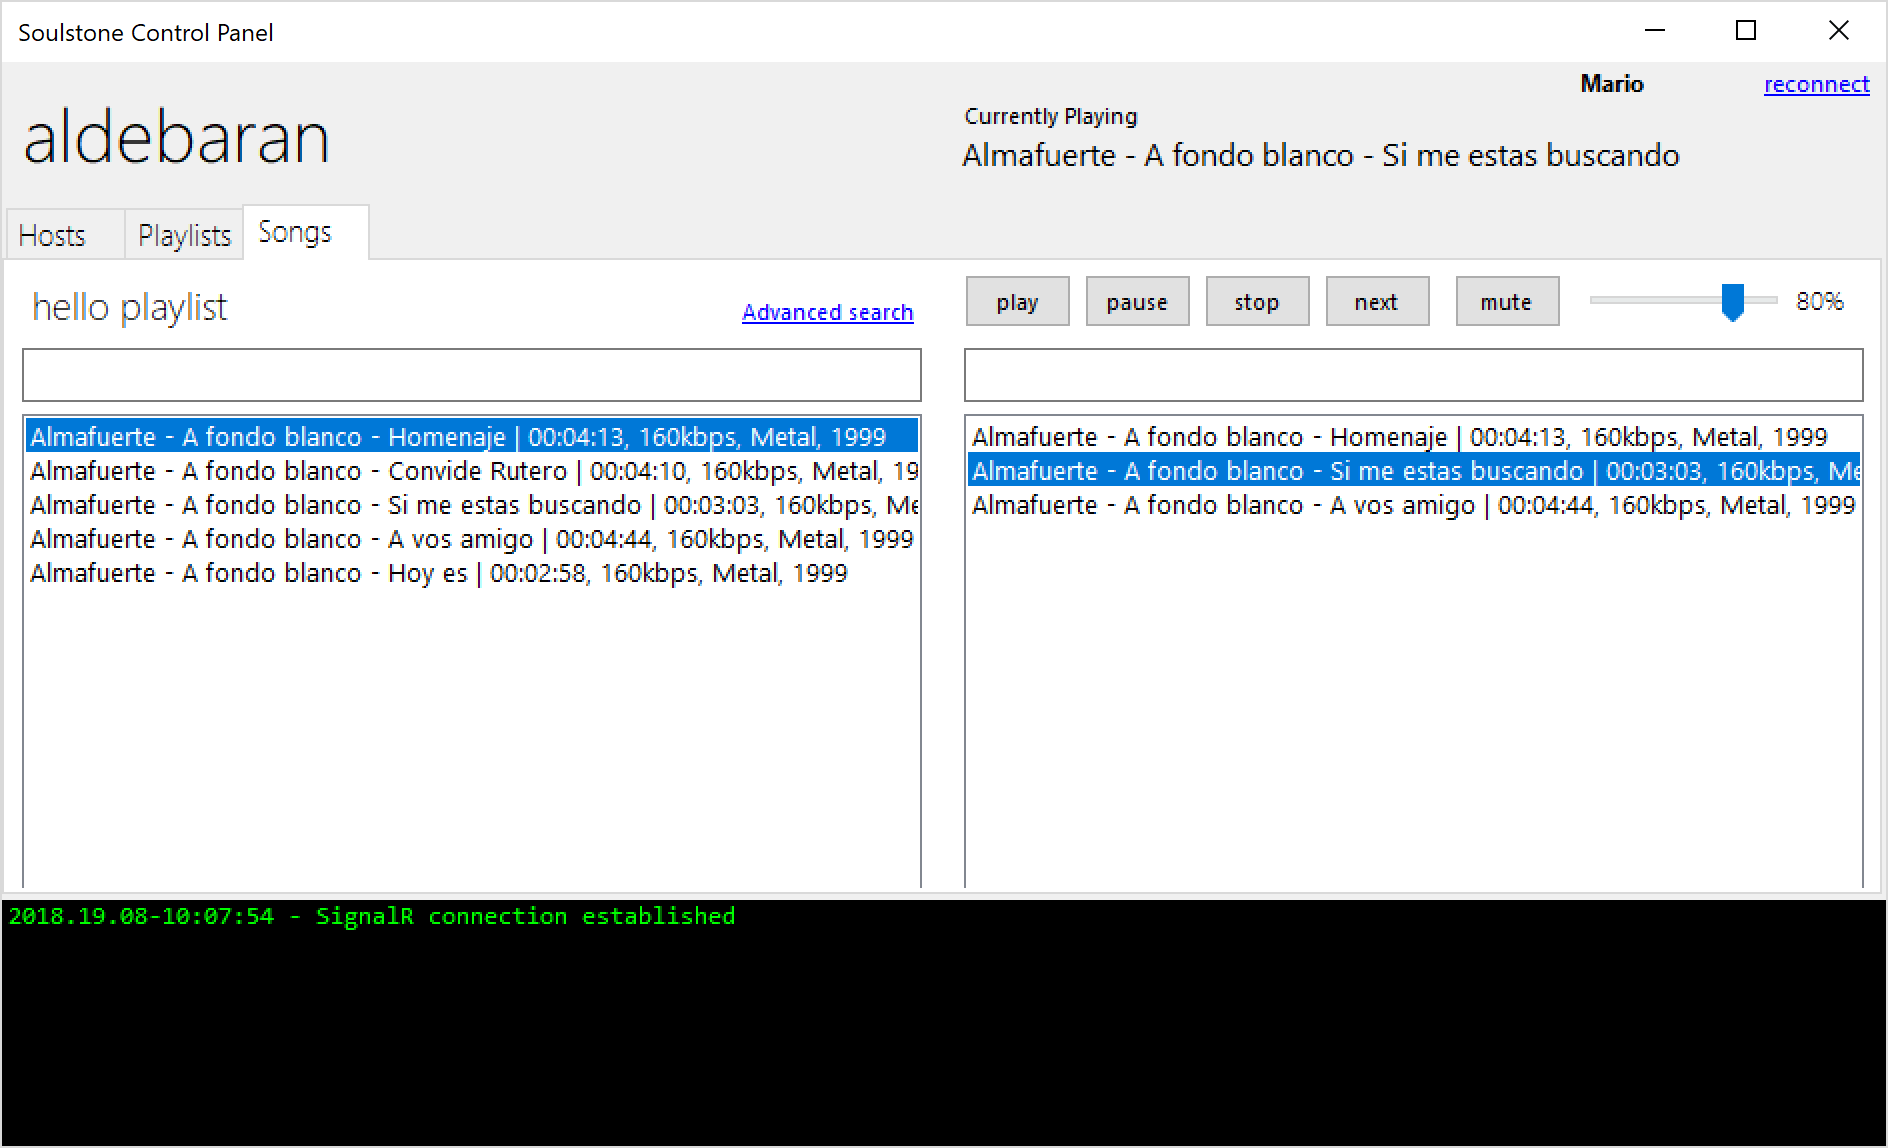 Soulstone Control Panel
Mario
reconnect
aldebaran
Currently Playing
Almafuerte - A fondo blanco - Si me estas buscando
Hosts
Playlists
Songs
hello playlist
Advanced search
play
pause
stop
next
mute
80%
Almafuerte - A fondo blanco - Homenaje | 00:04:13, 160kbps, Metal, 1999
Almafuerte - A fondo blanco - Convide Rutero | 00:04:10, 160kbps, Metal, 19
Almafuerte - A fondo blanco - Si me estas buscando | 00:03:03, 160kbps, Me
Almafuerte - A fondo blanco - A vos amigo | 00:04:44, 160kbps, Metal, 1999
Almafuerte - A fondo blanco - Hoy es | 00:02:58, 160kbps, Metal, 1999
Almafuerte - A fondo blanco - Homenaje | 00:04:13, 160kbps, Metal, 1999
Almafuerte - A fondo blanco - Si me estas buscando | 00:03:03, 160kbps, Me
Almafuerte - A fondo blanco - A vos amigo | 00:04:44, 160kbps, Metal, 1999
2018.19.08-10:07:54 - SignalR connection established